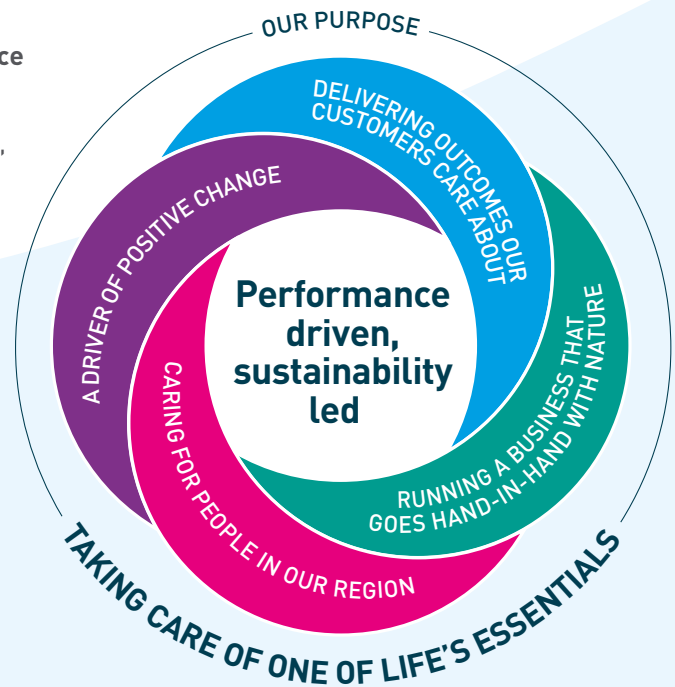 ce
,
OUR PURPOSE
DELIVERING OUTCOMES OUR
CUSTOMERS CARE ABOUT
A DRIVER OF POSITIVE CHANGE
Performance
driven,
sustainability
led
RUNNING A BUSINESS THAT
GOES HAND-IN-HAND WITH NATURE
CARING FOR PEOPLE IN OUR REGION
TAKING CARE OF ONE OF LIFE'S ESSENTIALS